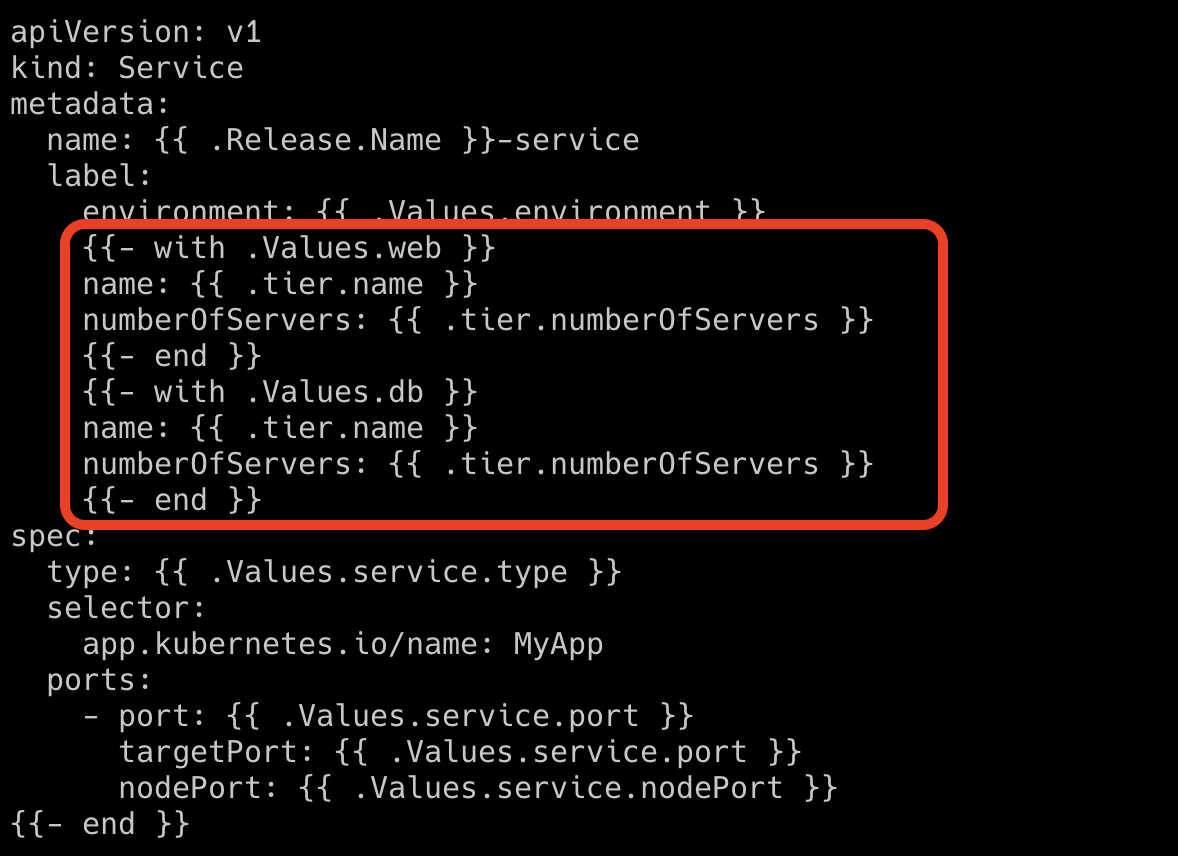 apiVersion: v1
kind: Service
metadata:
  name: {{ .Release.Name }}-service
  label:
    environment: {{ .Values.environment }}
    {{- with .Values.web }}
    name: {{ .tier.name }}
    numberOfServers: {{ .tier.numberOfServers }}
    {{- end }}
    {{- with .Values.db }}
    name: {{ .tier.name }}
    numberOfServers: {{ .tier.numberOfServers }}
    {{- end }}
spec:
  type: {{ .Values.service.type }}
  selector:
    app.kubernetes.io/name: MyApp
  ports:
    - port: {{ .Values.service.port }}
      targetPort: {{ .Values.service.port }}
      nodePort: {{ .Values.service.nodePort }}
{{- end }}